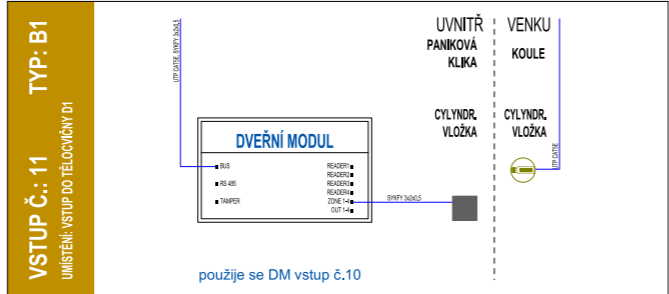 VSTUP Č.: 11 TYP: B1
UMÍSTĚNÍ: VSTUP DO TĚLOCVIČNY D1
UTP CAT5E, SYKFY 3x2x0,5
UVNITŘ
PANIKOVÁ
KLIKA
CYLYNDR.
VLOŽKA
VENKU
KOULE
CYLYNDR.
VLOŽKA
UTP CAT5E
DVEŘNÍ MODUL
BUS
RS 485
TAMPER
READER1
READER2
READER3
READER4
ZONE 1-4
OUT 1-4
SYKFY 3x2x0,5
použije se DM vstup č.10